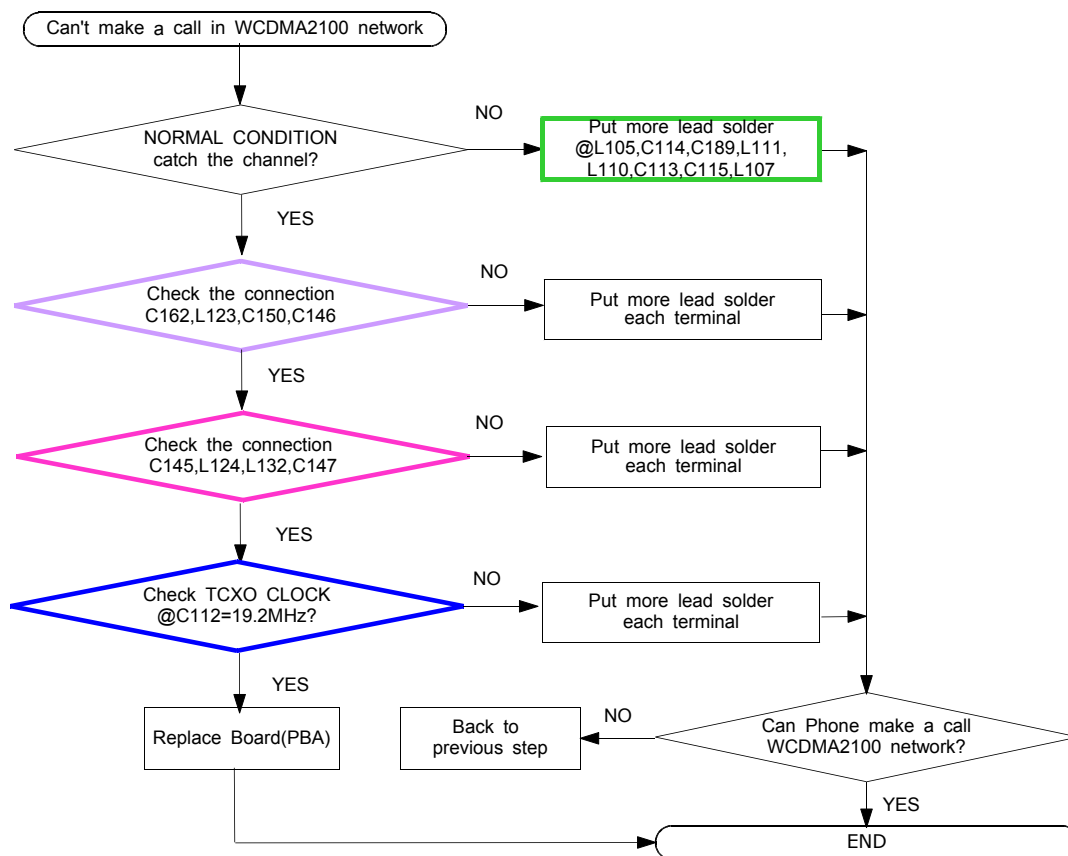 Can't make a call in WCDMA2100 network
NORMAL CONDITION
catch the channel?
NO
Put more lead solder
@L105,C114,C189,L111,
L110,C113,C115,L107
YES
Check the connection
C162,L123,C150,C146
NO
Put more lead solder
each terminal
YES
Check the connection
C145,L124,L132,C147
NO
Put more lead solder
each terminal
YES
Check TCXO CLOCK
@C112=19.2MHz?
NO
Put more lead solder
each terminal
YES
Replace Board(PBA)
Back to
previous step
NO
Can Phone make a call
WCDMA2100 network?
YES
END